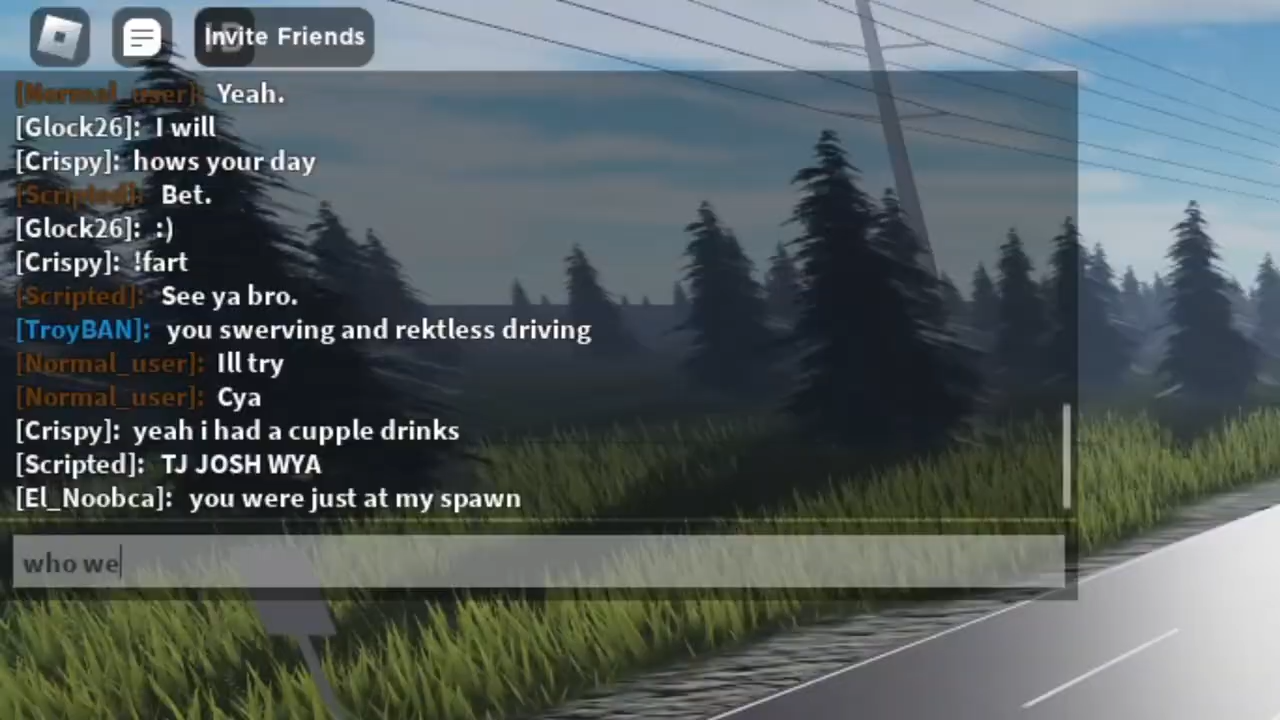 Invite Friends
[Normal_user]: Yeah.
[Glock26]: I will
[Crispy]: hows your day
[Scripted]: Bet.
[Glock26]: :)
[Crispy]: !fart
[Scripted]: See ya bro.
[TroyBAN]: you swerving and rektless driving
[Normal_user]: Ill try
[Normal_user]: Cya
[Crispy]: yeah i had a cupple drinks
[Scripted]: TJ JOSH WYA
[El_Noobca]: you were just at my spawn
who we